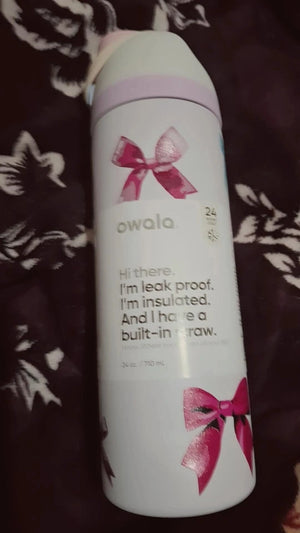 owala
24
Hi there.
I'm leak proof.
I'm insulated.
And I have a
built-in straw.
24 oz. / 710 mL